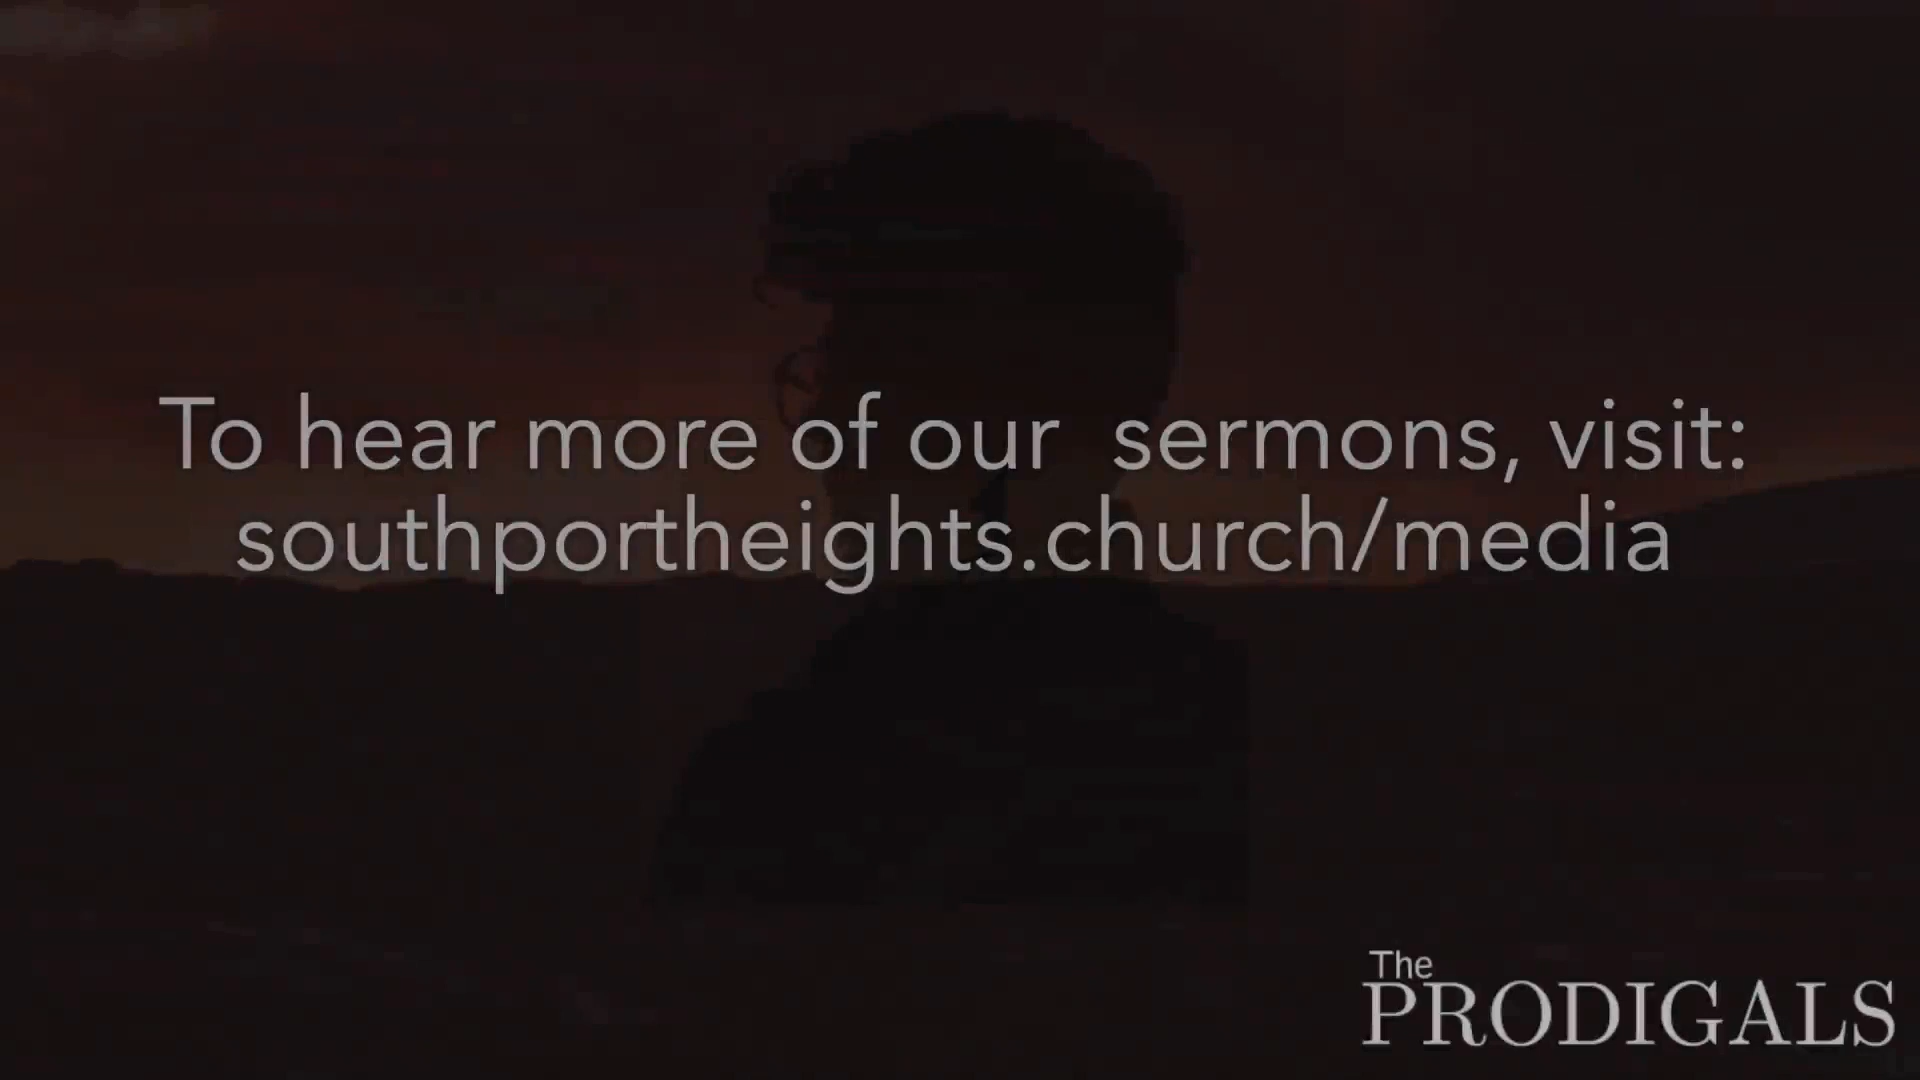 To hear more of our  sermons, visit:
southportheights.church/media
The
PRODIGALS